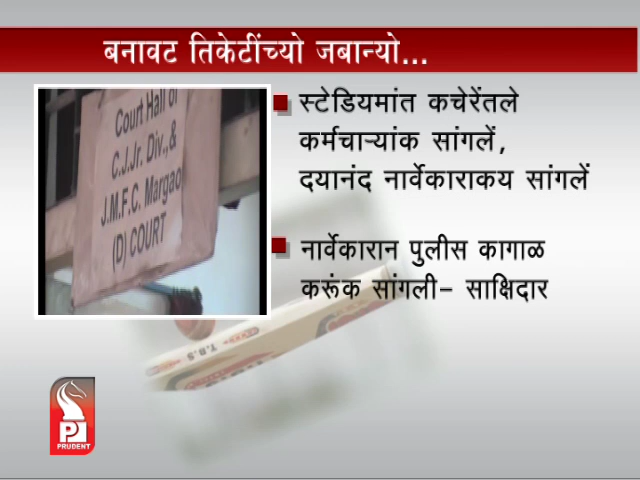 बनावट तिकेटींच्यो जबान्यो...
Court Hall of
C.J.Jr. Div.,&
J.M.F.C. Margao
(D) COURT
स्टेडियमांत कचेरेंतले
कर्मचाऱ्यांक सांगलें,
दयानंद नार्वेकाराकय सांगलें
नार्वेकारान पुलीस कागाळ
करूंक सांगली- साक्षिदार
T.B.S
PRUDENT